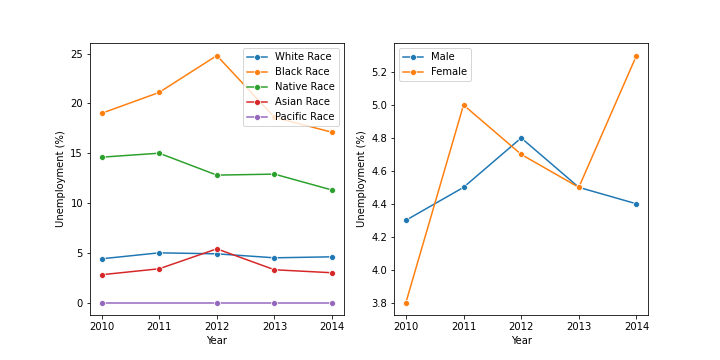 25
20
15
10
5
0
Unemployment (%)
2010 2011 2012 2013 2014
Year
White Race
Black Race
Native Race
Asian Race
Pacific Race
5.2
5.0
4.8
4.6
4.4
4.2
4.0
3.8
Unemployment (%)
2010 2011 2012 2013 2014
Year
Male
Female